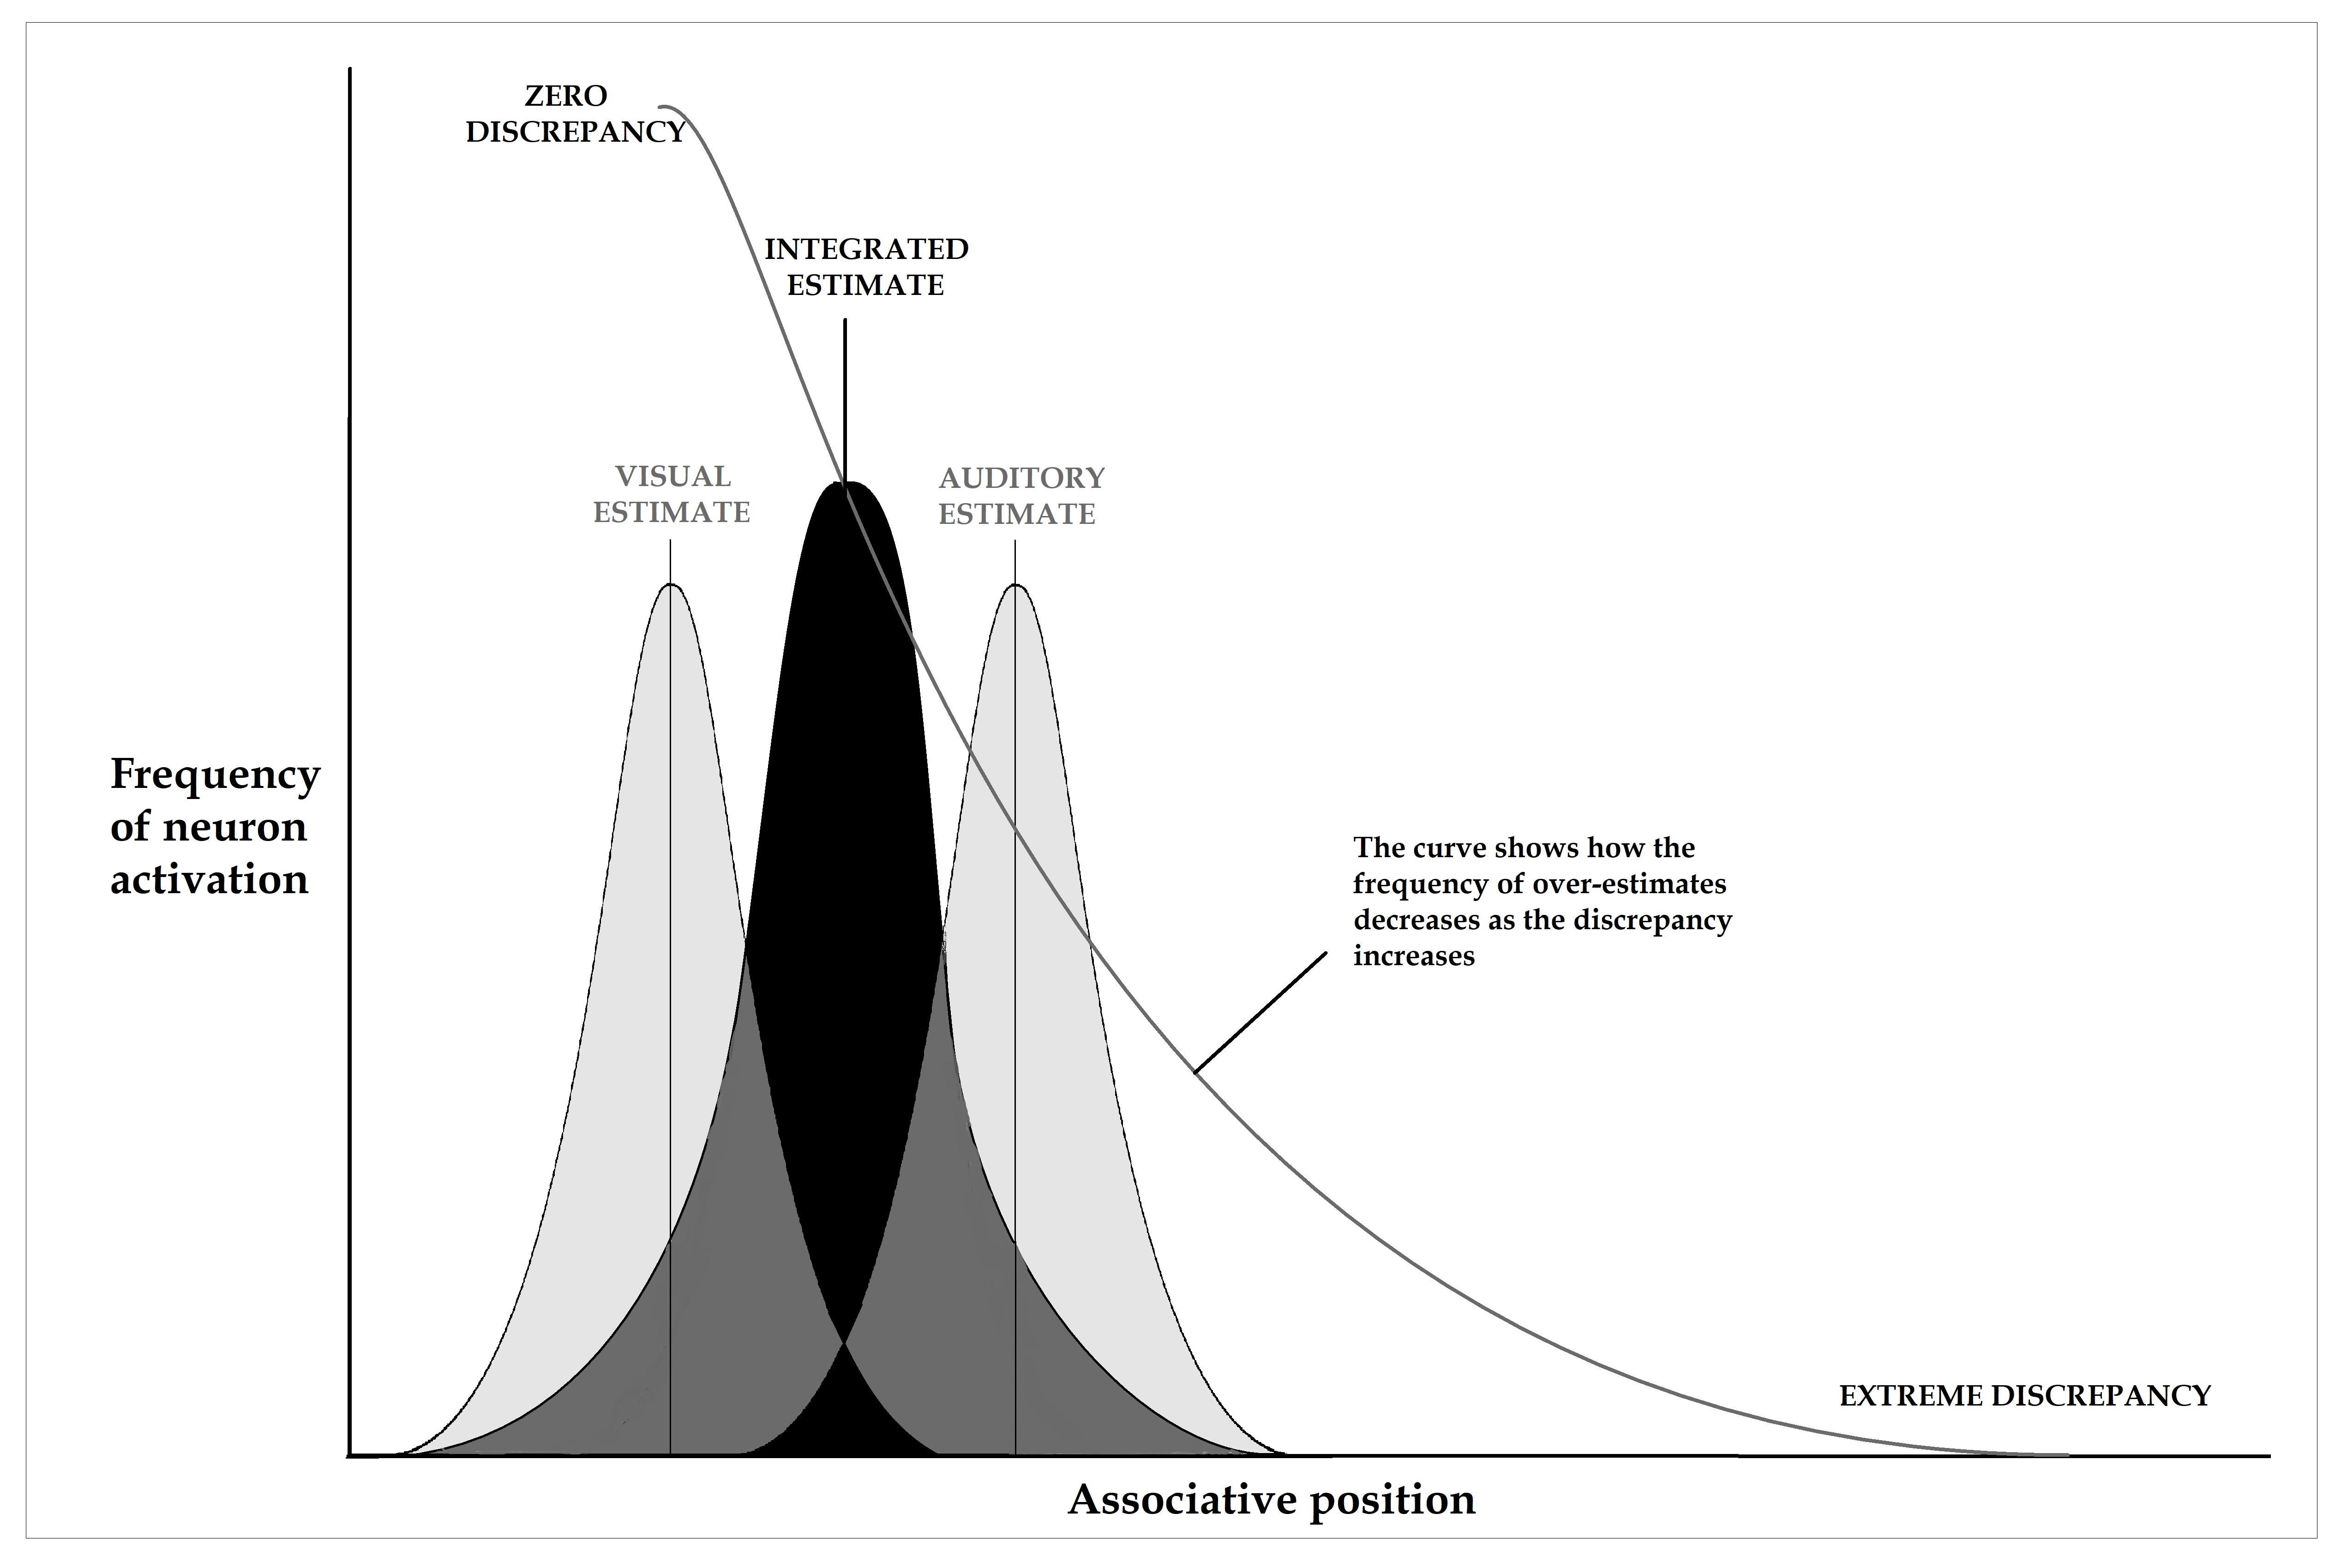 ZERO
DISCREPANCY
INTEGRATED
ESTIMATE
VISUAL
ESTIMATE
AUDITORY
ESTIMATE
Frequency
of neuron
activation
The curve shows how the
frequency of over-estimates
decreases as the discrepancy
increases
EXTREME DISCREPANCY
Associative position